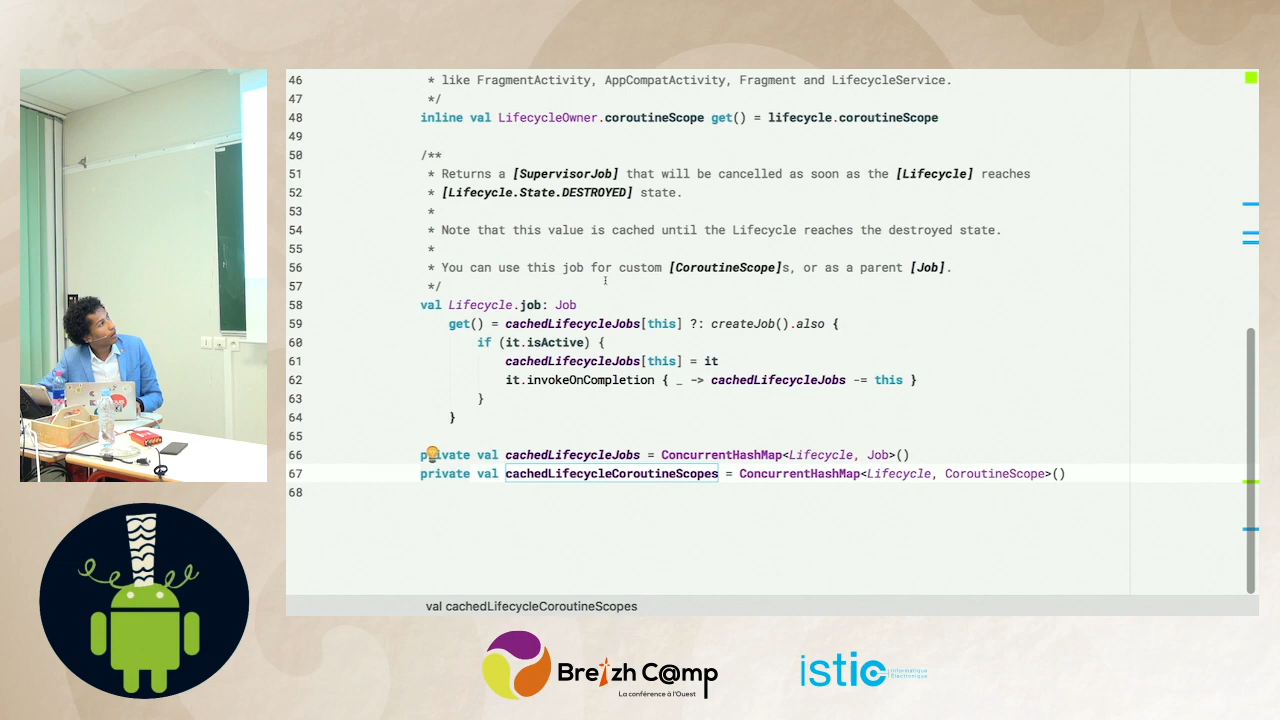 46 * like FragmentActivity, AppCompatActivity, Fragment and LifecycleService.
47 */
48 inline val LifecycleOwner.coroutineScope get() = lifecycle.coroutineScope
49
50 /**
51 * Returns a [SupervisorJob] that will be cancelled as soon as the [Lifecycle] reaches
52 * [Lifecycle.State.DESTROYED] state.
53 *
54 * Note that this value is cached until the Lifecycle reaches the destroyed state.
55 *
56 * You can use this job for custom [CoroutineScope]s, or as a parent [Job].
57 */
58 val Lifecycle.job: Job
59 get() = cachedLifecycleJobs[this] ?: createJob().also {
60 if (it.isActive) {
61 cachedLifecycleJobs[this] = it
62 it.invokeOnCompletion { _ -> cachedLifecycleJobs -= this }
63 }
64 }
65
66 private val cachedLifecycleJobs = ConcurrentHashMap<Lifecycle, Job>()
67 private val cachedLifecycleCoroutineScopes = ConcurrentHashMap<Lifecycle, CoroutineScope>()
68
val cachedLifecycleCoroutineScopes
Breizh C@mp
La conférence à l'Ouest
istic
Informatique
Électronique